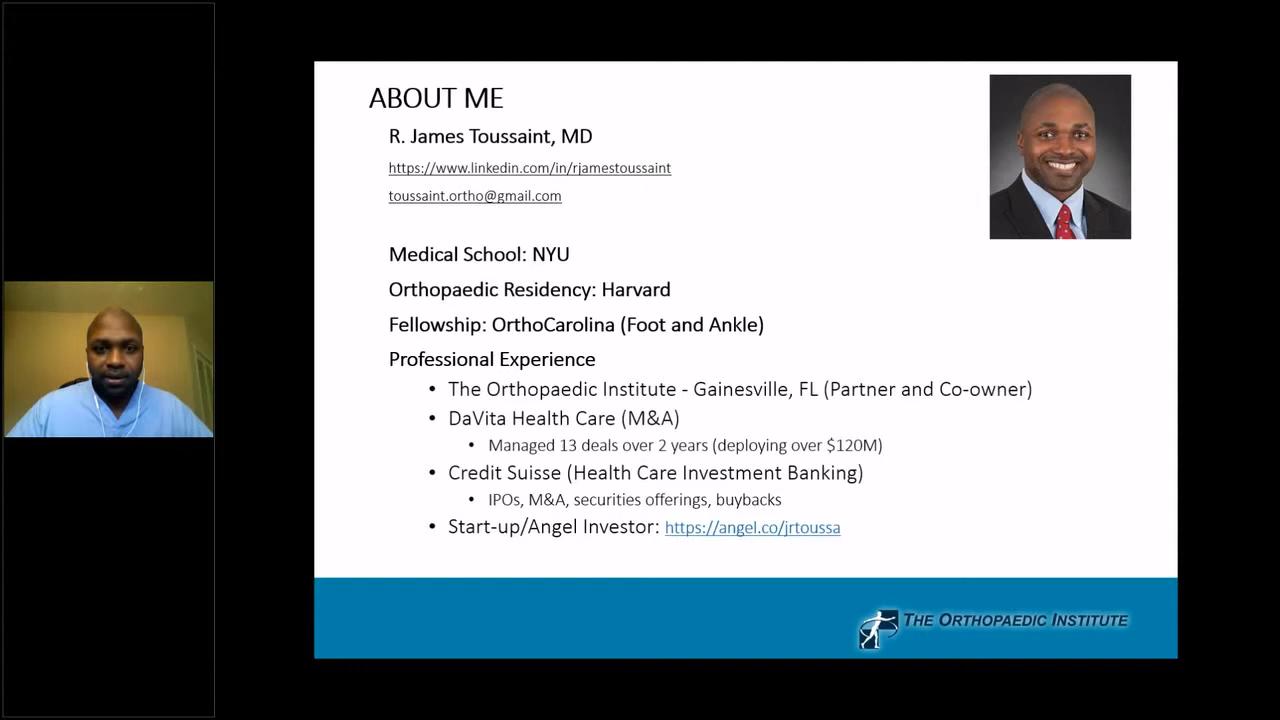 ABOUT ME
R. James Toussaint, MD
https://www.linkedin.com/in/rjamestoussaint
toussaint.ortho@gmail.com
Medical School: NYU
Orthopaedic Residency: Harvard
Fellowship: OrthoCarolina (Foot and Ankle)
Professional Experience
• The Orthopaedic Institute - Gainesville, FL (Partner and Co-owner)
• DaVita Health Care (M&A)
• Managed 13 deals over 2 years (deploying over $120M)
• Credit Suisse (Health Care Investment Banking)
• IPOs, M&A, securities offerings, buybacks
• Start-up/Angel Investor: https://angel.co/jrtoussa
THE ORTHOPAEDIC INSTITUTE